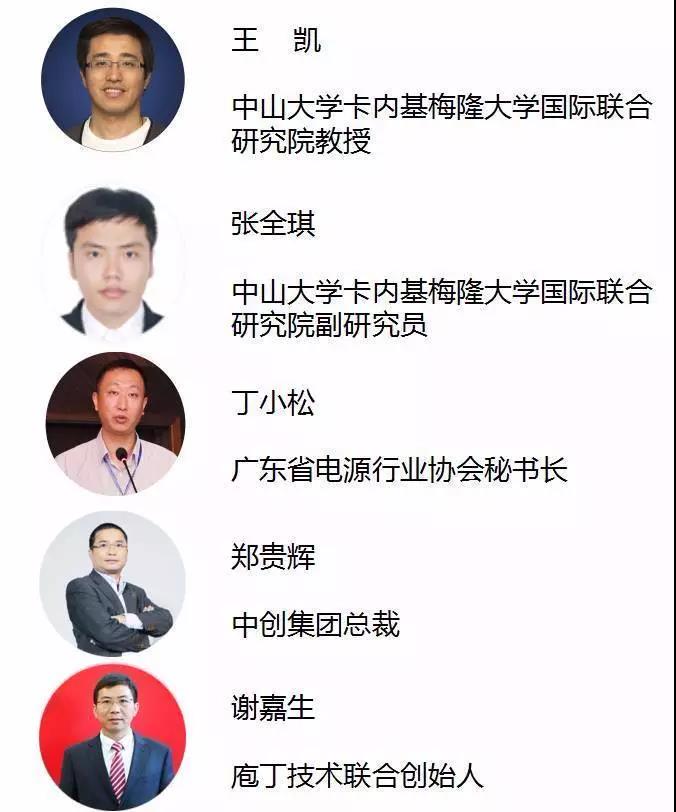 王 凯
中山大学卡内基梅隆大学国际联合
研究院教授
张全琪
中山大学卡内基梅隆大学国际联合
研究院副研究员
丁小松
广东省电源行业协会秘书长
郑贵辉
中创集团总裁
谢嘉生
庖丁技术联合创始人